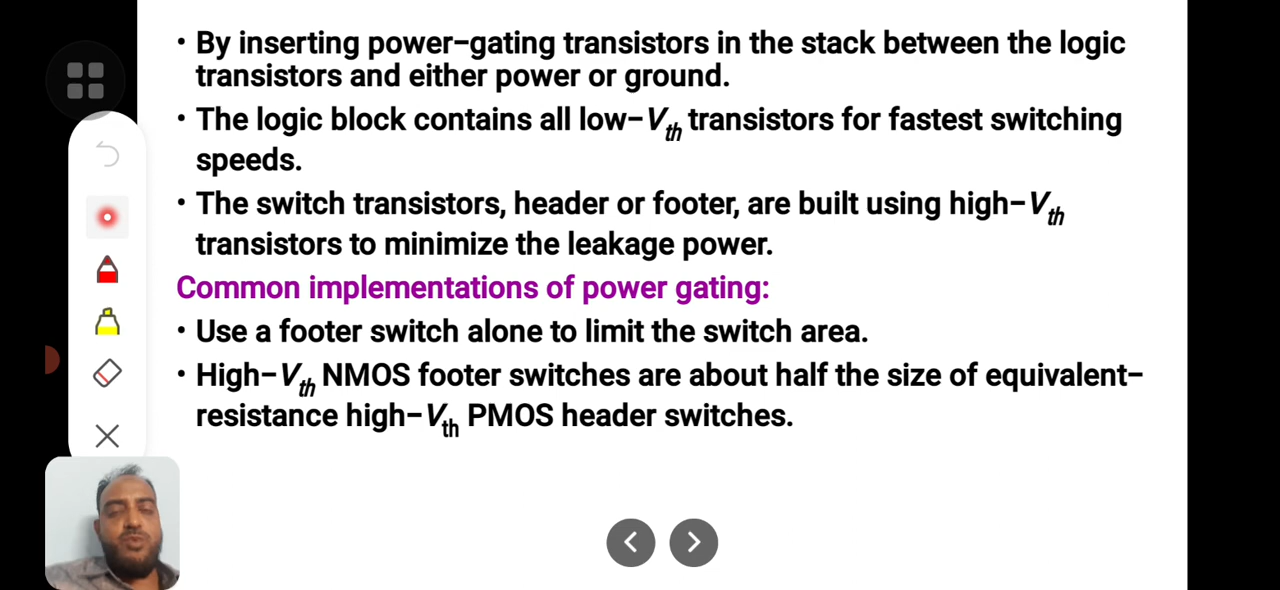 • By inserting power-gating transistors in the stack between the logic
transistors and either power or ground.
• The logic block contains all low-Vth transistors for fastest switching
speeds.
• The switch transistors, header or footer, are built using high-Vth
transistors to minimize the leakage power.
Common implementations of power gating:
• Use a footer switch alone to limit the switch area.
• High-Vth NMOS footer switches are about half the size of equivalent-
resistance high-Vth PMOS header switches.